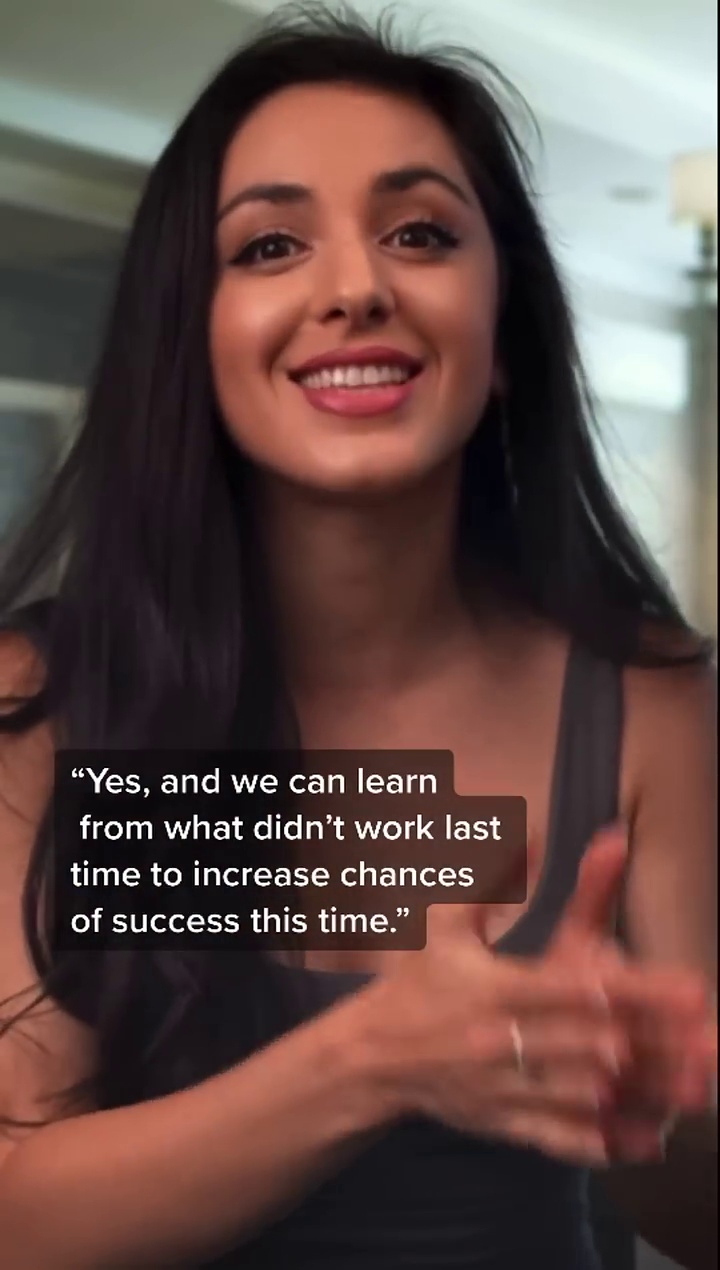 “Yes, and we can learn
from what didn’t work last
time to increase chances
of success this time.”